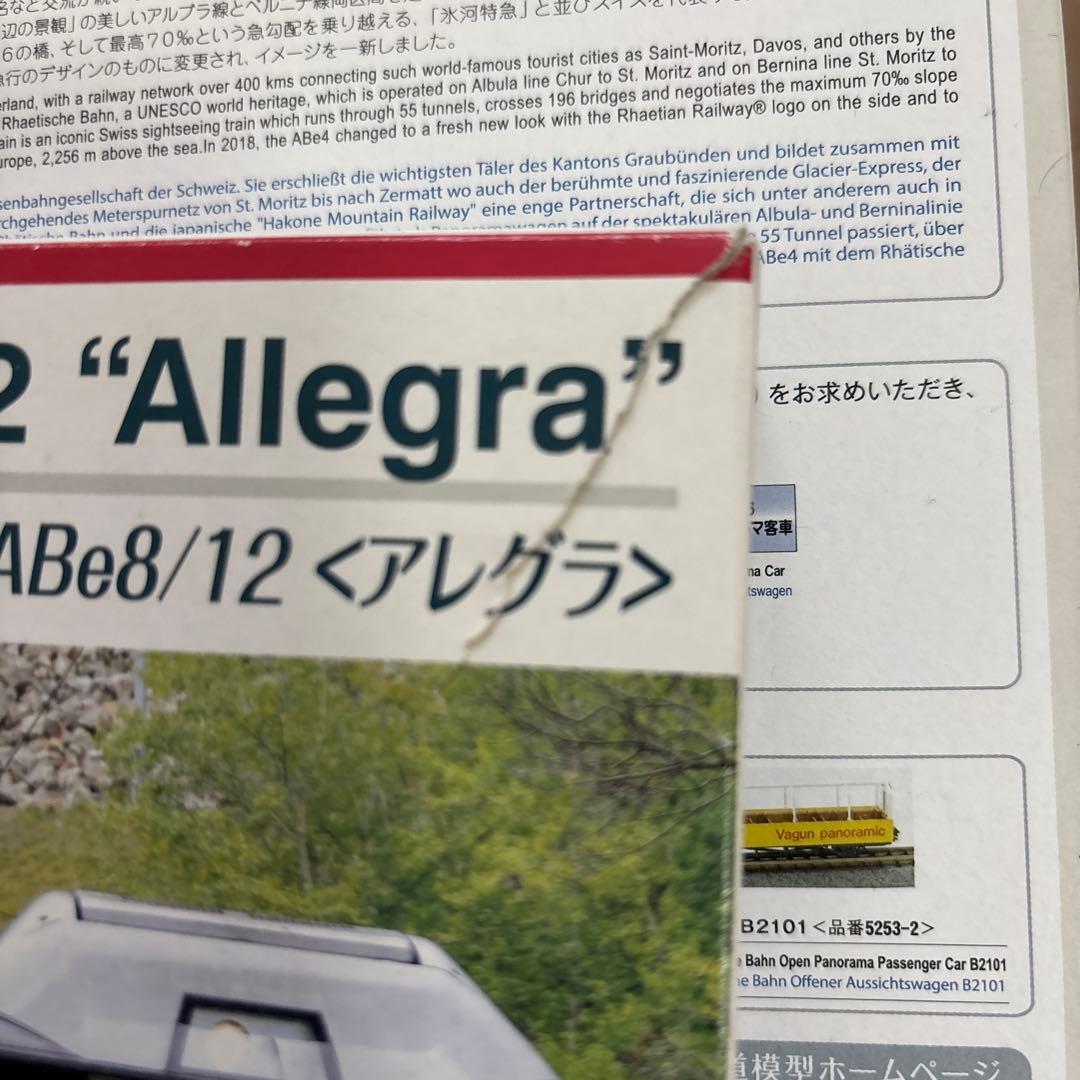 辺の景観」の美しいアルプラ線とベルニナ線両区間を
6の橋、そして最高70‰という急勾配を乗り越える、「氷河特急」と並びスイスを代表する
行のデザインのものに変更され、イメージを一新しました。
erland, with a railway network over 400 kms connecting such world-famous tourist cities as Saint-Moritz, Davos, and others by the
Rhaetische Bahn, a UNESCO world heritage, which is operated on Albula line Chur to St. Moritz and on Bernina line St. Moritz to
ain is an iconic Swiss sightseeing train which runs through 55 tunnels, crosses 196 bridges and negotiates the maximum 70‰ slope
urope, 2,256 m above the sea.In 2018, the ABe4 changed to a fresh new look with the Rhaetian Railway® logo on the side and to
senbahngesellschaft der Schweiz. Sie erschließt die wichtigsten Täler des Kantons Graubünden und bildet zusammen mit
rchgehendes Meterspurnetz von St. Moritz bis nach Zermatt wo auch der berühmte und faszinierende Glacier-Express, der
Bahn und die japanische "Hakone Mountain Railway" eine enge Partnerschaft, die sich unter anderem auch in
Panoramawagen auf der spektakulären Albula- und Berninalinie
55 Tunnel passiert, über
ABe4 mit dem Rhätische
2 “Allegra”
ABe8/12 <アレグラ>
をお求めいただき、
マ客車
na Car
tswagen
Vagun panoramic
B2101<品番5253-2>
e Bahn Open Panorama Passenger Car B2101
ne Bahn Offener Aussichtswagen B2101
道模型ホームページ